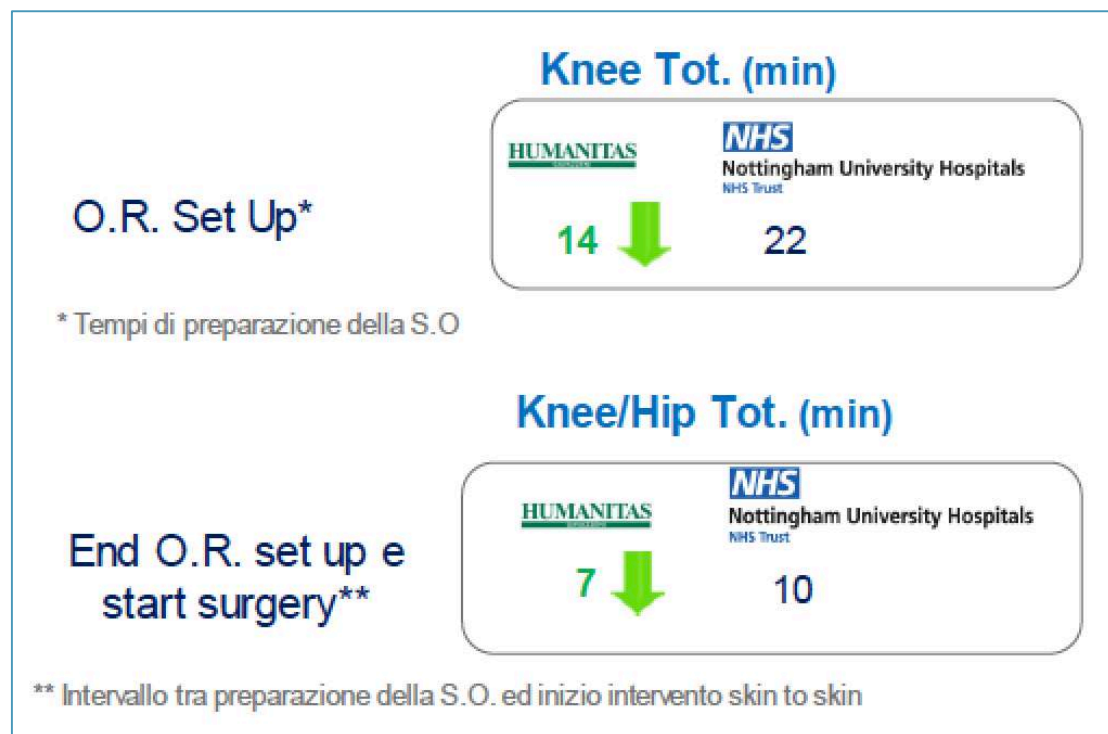 Knee Tot. (min)
HUMANITAS
NHS
Nottingham University Hospitals
NHS Trust
O.R. Set Up*
14
22
* Tempi di preparazione della S.O
Knee/Hip Tot. (min)
HUMANITAS
NHS
Nottingham University Hospitals
NHS Trust
End O.R. set up e
start surgery**
7
10
** Intervallo tra preparazione della S.O. ed inizio intervento skin to skin